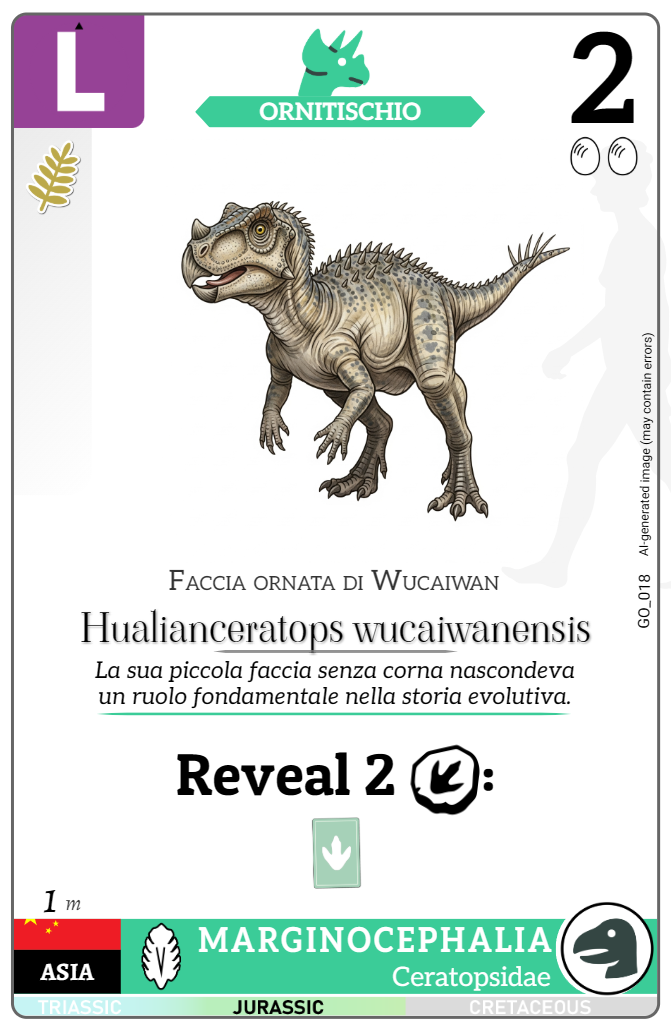 L
ORNITISCHIO
2
AI-generated image (may contain errors)
GO_018
Faccia ornata di Wucaiwan
Hualianceratops wucaiwanensis
La sua piccola faccia senza corna nascondeva
un ruolo fondamentale nella storia evolutiva.
Reveal 2 :
1 m
ASIA
MARGINOCEPHALIA
Ceratopsidae
TRIASSIC JURASSIC CRETACEOUS